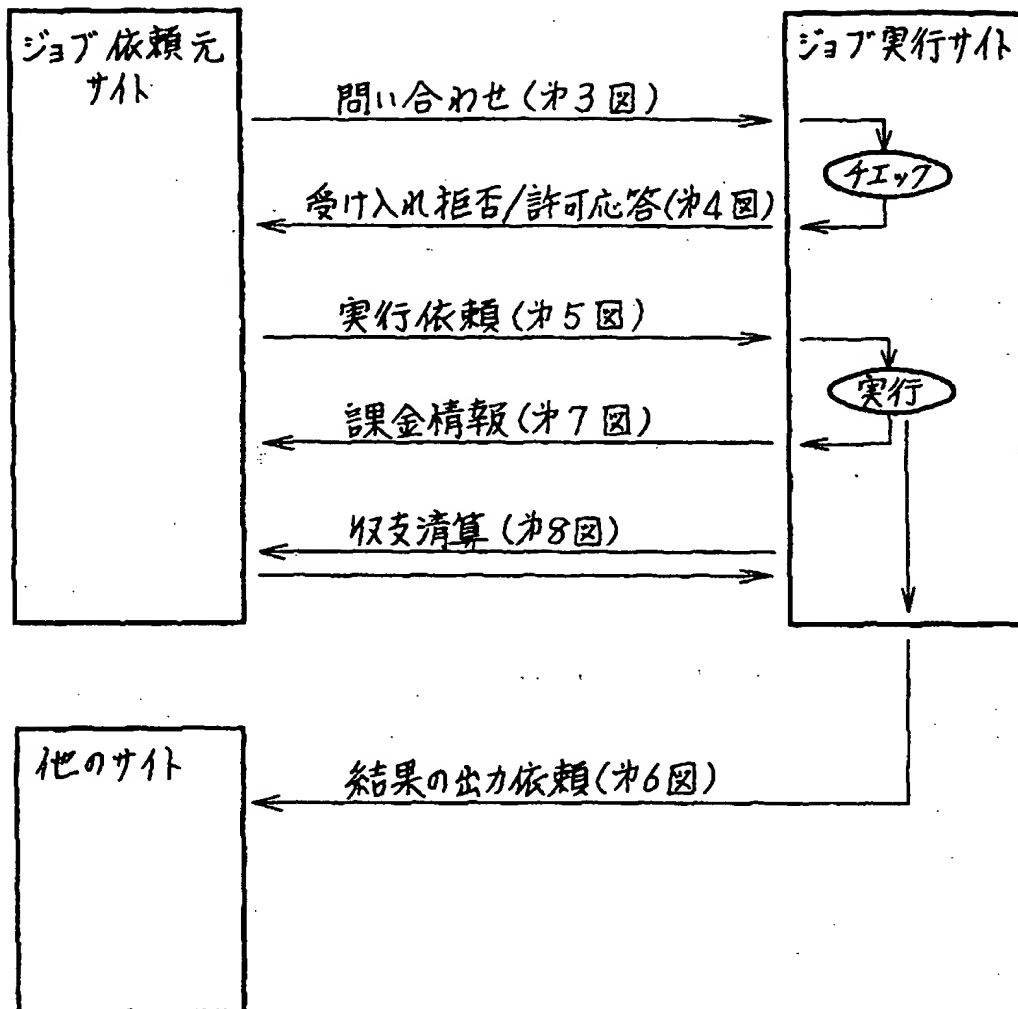 ジョブ依頼元
サイト
ジョブ実行サイト
問い合わせ(第3図)
チェック
受け入れ拒否/許可応答(第4図)
実行依頼(第5図)
実行
課金情報(第7図)
収支清算(第8図)
他のサイト
結果の出力依頼(第6図)